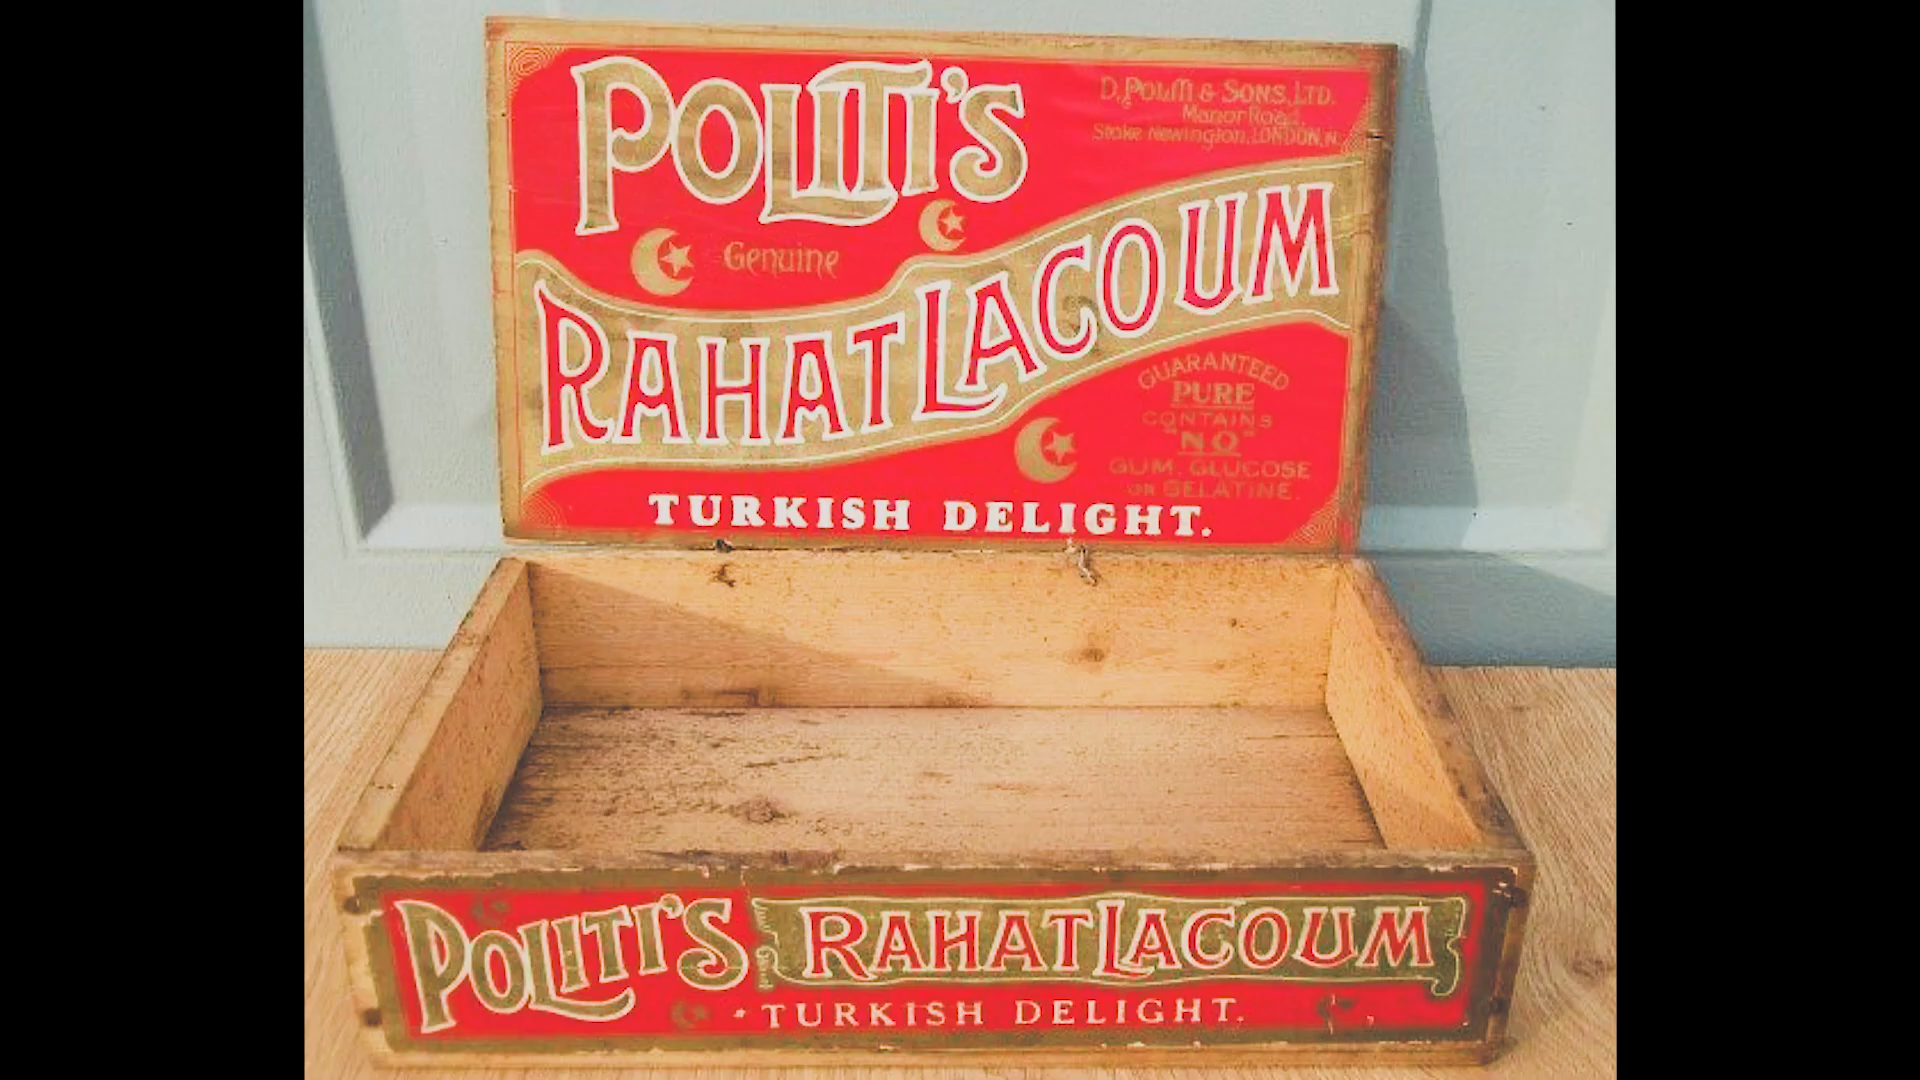 POLITI'S
D. POLITI & SONS, LTD.
Manor Road,
Stoke Newington, LONDON, N.
Genuine
RAHAT LACOUM
GUARANTEED
PURE
CONTAINS
"NO"
GUM, GLUCOSE
OR GELATINE.
TURKISH DELIGHT.
POLITI'S RAHAT LACOUM
TURKISH DELIGHT.